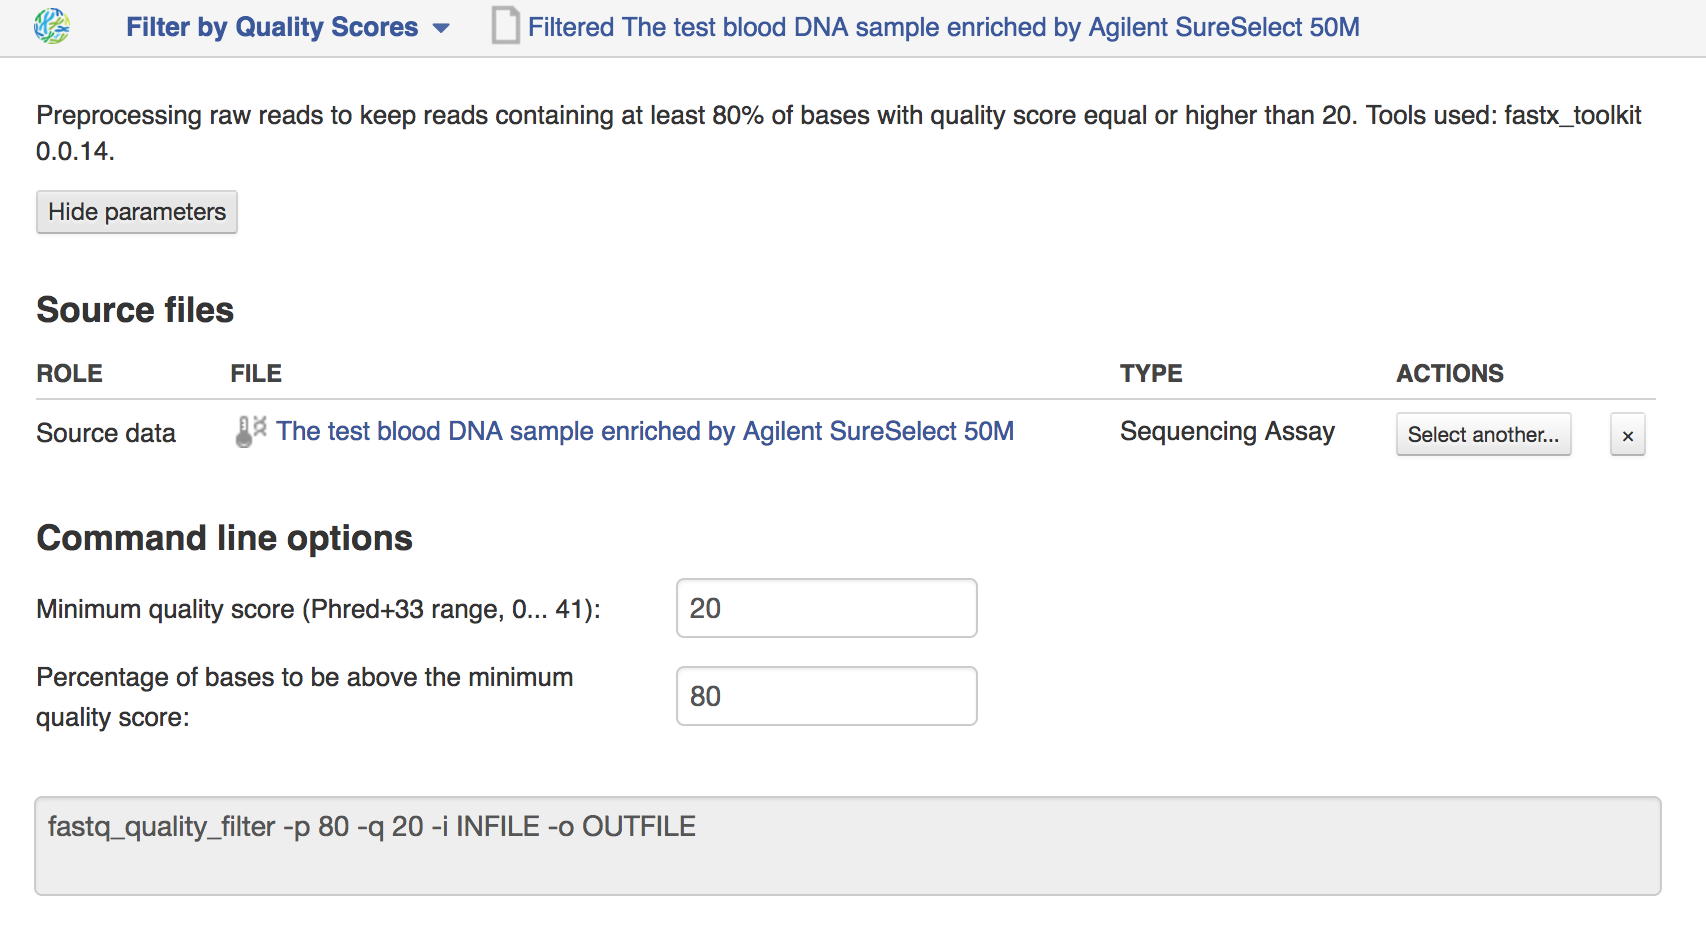 Filter by Quality Scores Filtered The test blood DNA sample enriched by Agilent SureSelect 50M
Preprocessing raw reads to keep reads containing at least 80% of bases with quality score equal or higher than 20. Tools used: fastx_toolkit
0.0.14.
Hide parameters
Source files
ROLE FILE TYPE ACTIONS
Source data The test blood DNA sample enriched by Agilent SureSelect 50M Sequencing Assay Select another... ×
Command line options
Minimum quality score (Phred+33 range, 0... 41): 20
Percentage of bases to be above the minimum
quality score: 80
fastq_quality_filter -p 80 -q 20 -i INFILE -o OUTFILE